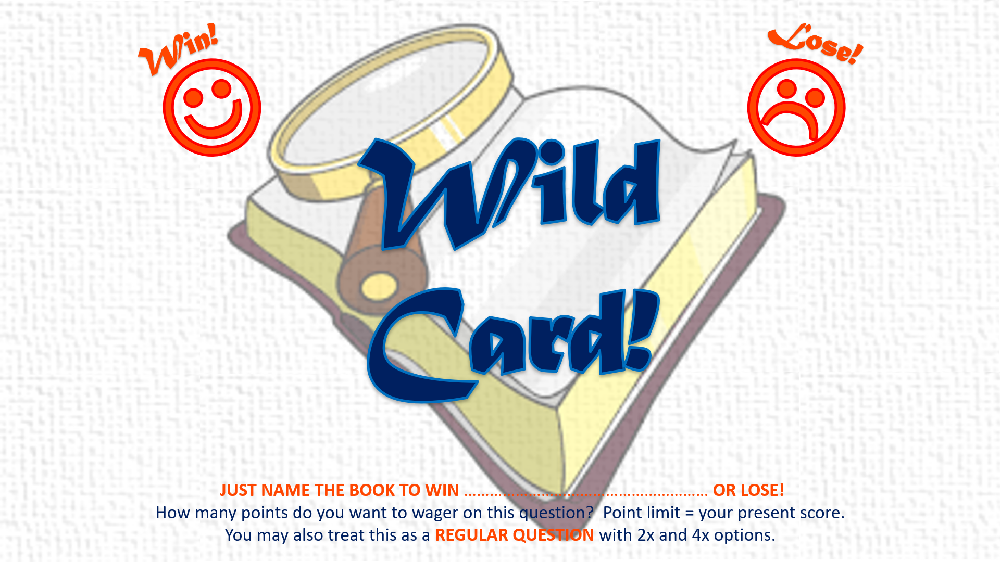 Win!
Lose!
Wild
Card!
JUST NAME THE BOOK TO WIN ……………………………………………… OR LOSE!
How many points do you want to wager on this question?  Point limit = your present score.
You may also treat this as a REGULAR QUESTION with 2x and 4x options.